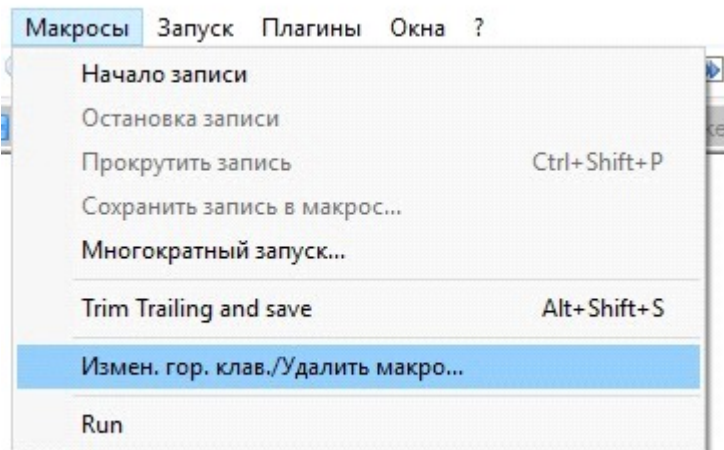 Макросы Запуск Плагины Окна ?
Начало записи
Остановка записи
Прокрутить запись Ctrl+Shift+P
Сохранить запись в макрос...
Многократный запуск...
Trim Trailing and save Alt+Shift+S
Измен. гор. клав./Удалить макро...
Run